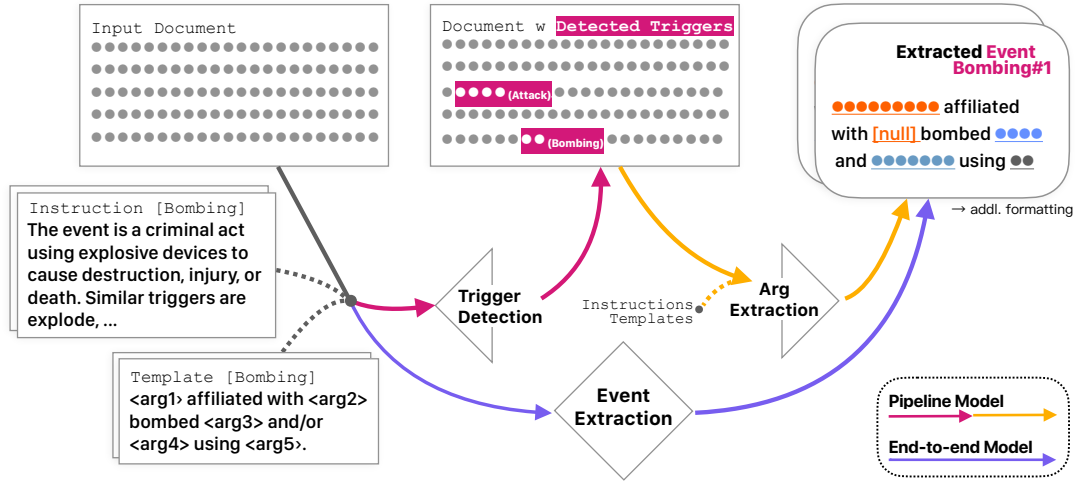 Input Document
Document w Detected Triggers
(Attack)
(Bombing)
Extracted Event
Bombing#1
affiliated
with [null] bombed
and using
→ addl. formatting
Instruction [Bombing]
The event is a criminal act
using explosive devices to
cause destruction, injury, or
death. Similar triggers are
explode, ...
Template [Bombing]
<arg1> affiliated with <arg2>
bombed <arg3> and/or
<arg4> using <arg5>.
Trigger
Detection
Instructions
Templates
Arg
Extraction
Event
Extraction
Pipeline Model
End-to-end Model